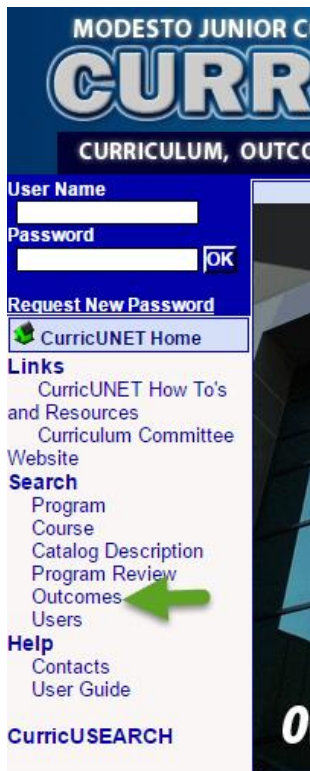 MODESTO JUNIOR
CURR
CURRICULUM,
User Name
Password
OK
Request New Password
CurricUNET Home
Links
CurricUNET How To's
and Resources
Curriculum Committee
Website
Search
Program
Course
Catalog Description
Program Review
Outcomes
Users
Help
Contacts
User Guide
CurricUSEARCH